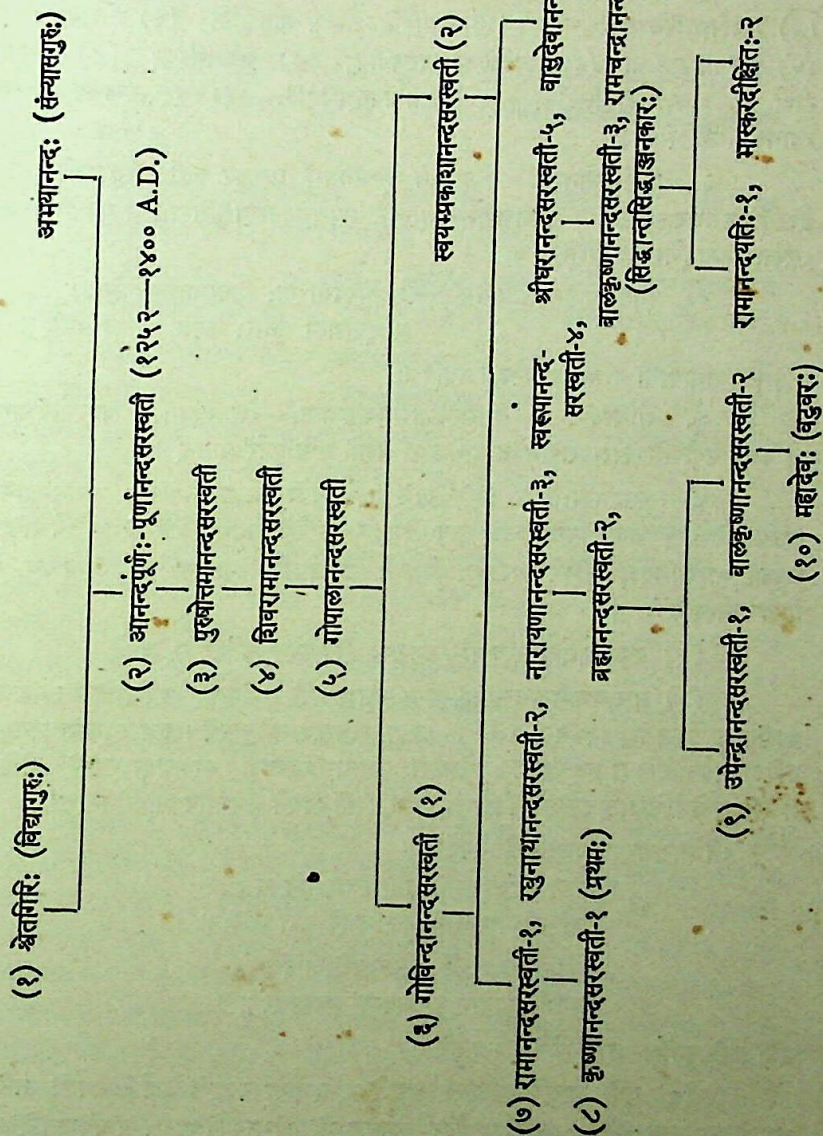 (१) श्वेतगिरिः (विद्यागुरुः) अभयानन्दः (संन्यासगुरुः)
(२) आनन्दपूर्णः-पूर्णानन्दसरस्वती (१२५२—१४०० A.D.)
(३) पुरुषोत्तमानन्दसरस्वती
(४) शिवरामानन्दसरस्वती
(५) गोपालानन्दसरस्वती
(६) गोविन्दानन्दसरस्वती (१) स्वयम्प्रकाशानन्दसरस्वती (२)
(७) रामानन्दसरस्वती-१, रघुनाथानन्दसरस्वती-२, नारायणानन्दसरस्वती-३, स्वरूपानन्द-सरस्वती-४, श्रीधरानन्दसरस्वती-५, वासुदेवानन
(८) कृष्णानन्दसरस्वती-१ (प्रथमः) ब्रह्मानन्दसरस्वती-२, बालकृष्णानन्दसरस्वती-३, रामचन्द्रानन्द
(सिद्धान्तसिद्धाञ्जनकारः)
(९) उपेन्द्रानन्दसरस्वती-१, बालकृष्णानन्दसरस्वती-२ रामानन्दयतिः-१, भास्करदीक्षितः-२
(१०) महादेवः (वटुवरः)